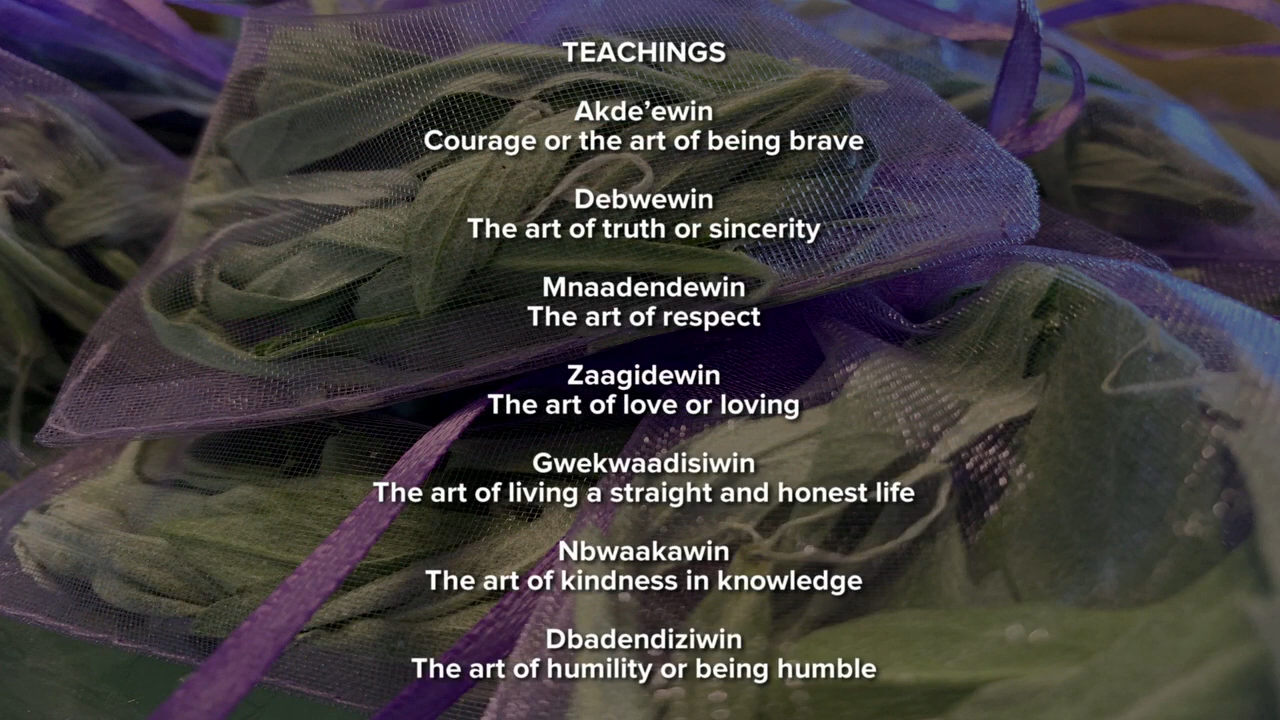 TEACHINGS
Akde’ewin
Courage or the art of being brave
Debwewin
The art of truth or sincerity
Mnaadendewin
The art of respect
Zaagidewin
The art of love or loving
Gwekwaadisiwin
The art of living a straight and honest life
Nbwaakawin
The art of kindness in knowledge
Dbadendiziwin
The art of humility or being humble